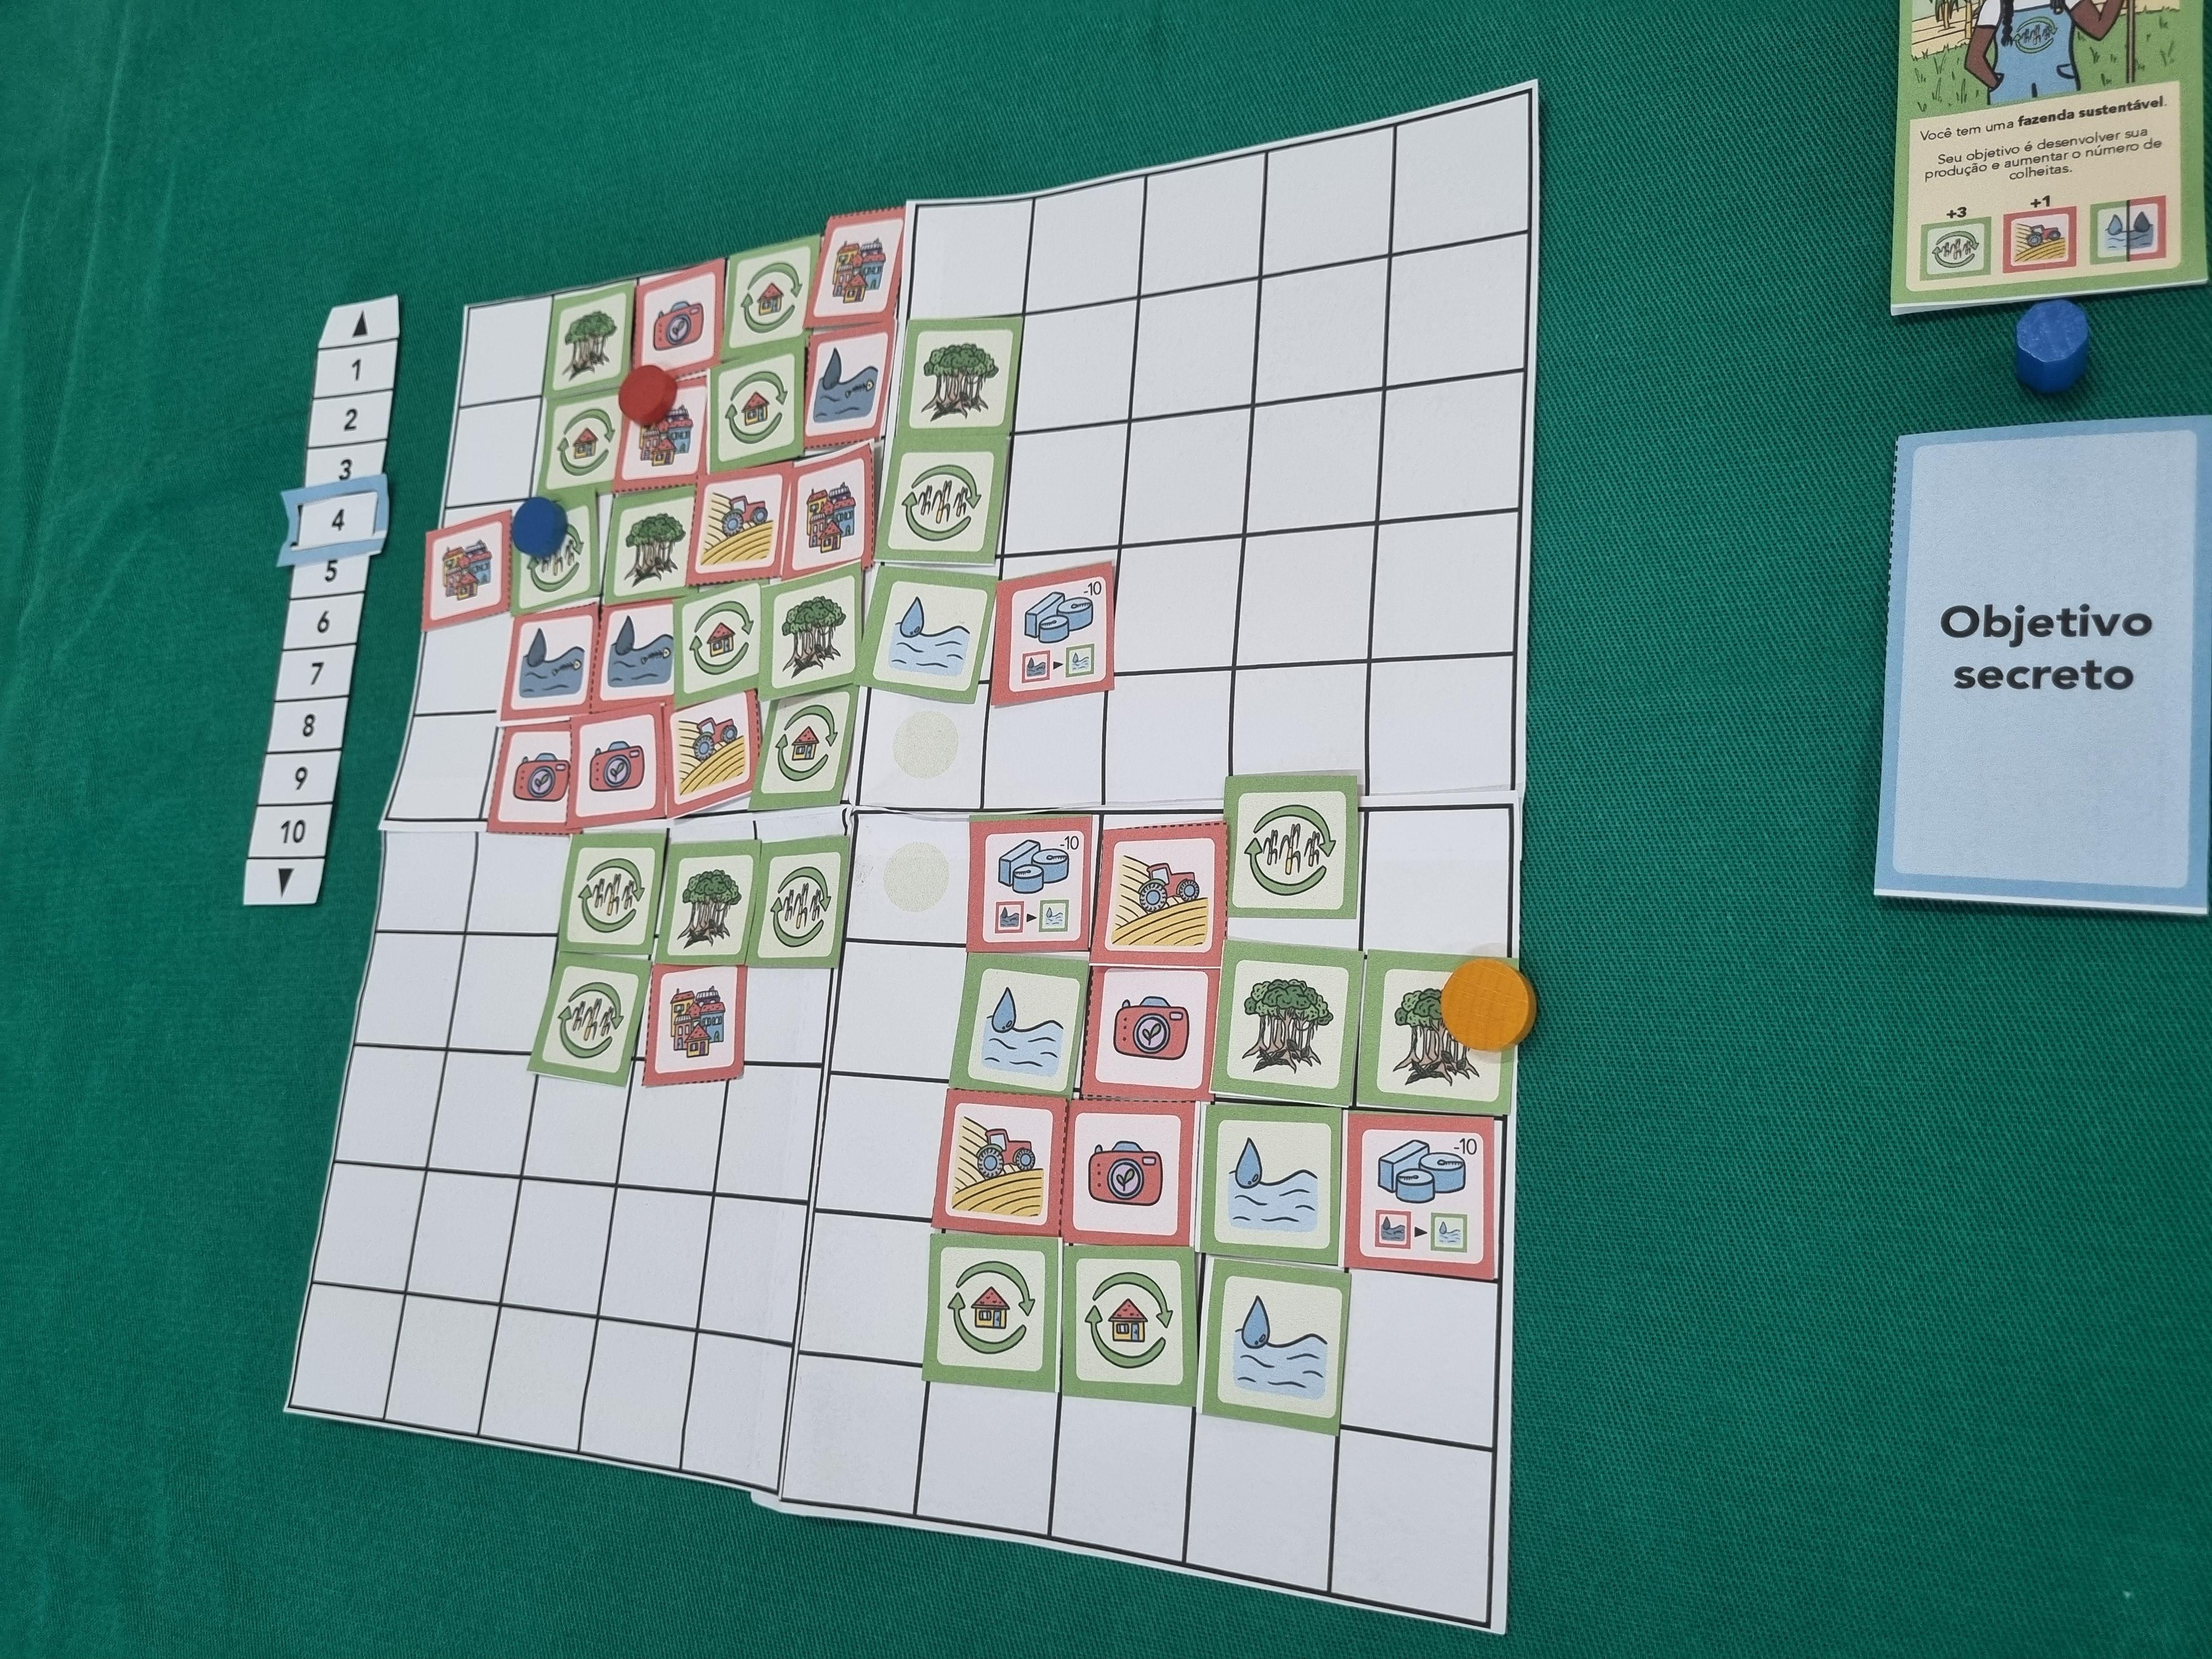 Você tem uma fazenda sustentável.
Seu objetivo é desenvolver sua
produção e aumentar o número de
colheitas.
+3 +1
1
2
3
4
5
6
7
8
9
10
-10
-10
-10
Objetivo
secreto